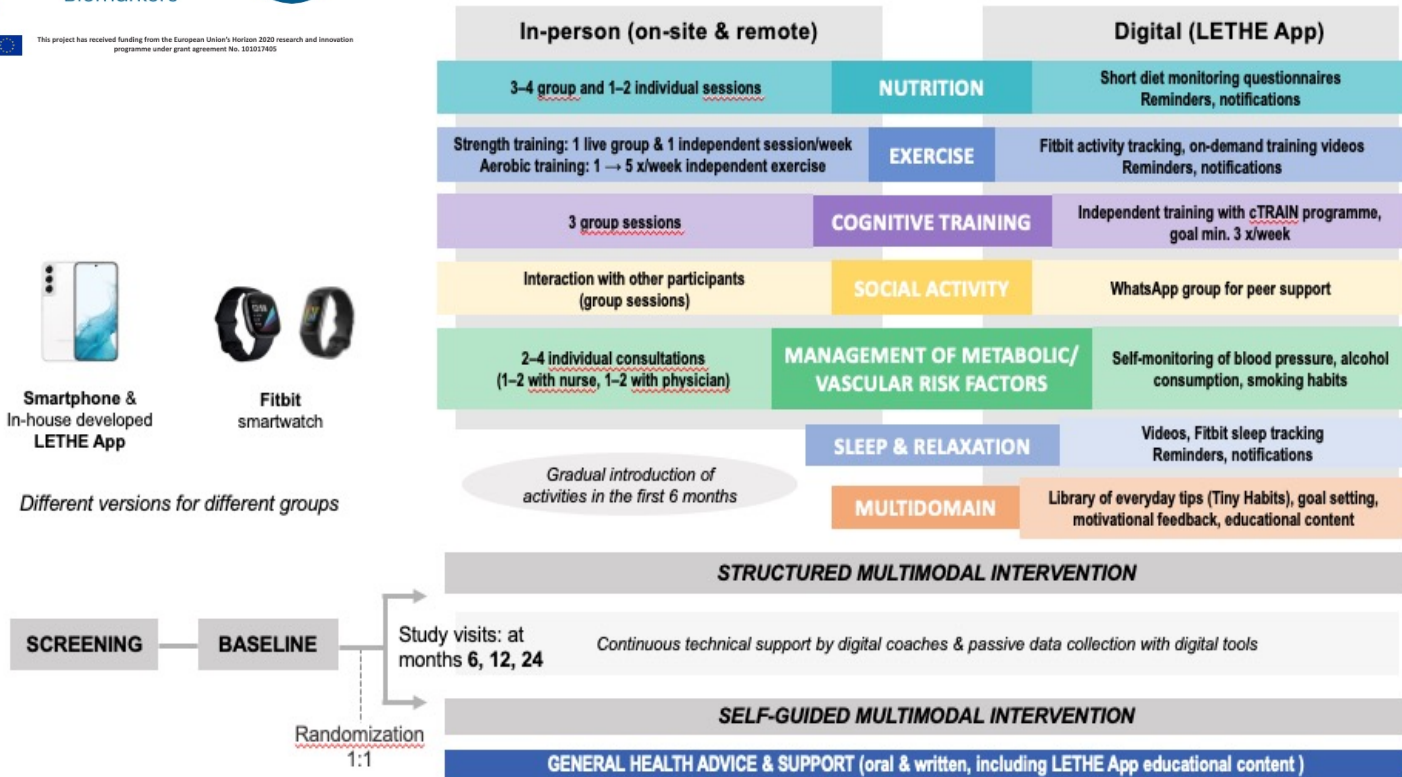 Biomarkers
This project has received funding from the European Union's Horizon 2020 research and innovation
programme under grant agreement No. 101017405
In-person (on-site & remote)
Digital (LETHE App)
3–4 group and 1–2 individual sessions
NUTRITION
Short diet monitoring questionnaires
Reminders, notifications
Strength training: 1 live group & 1 independent session/week
Aerobic training: 1 → 5 x/week independent exercise
EXERCISE
Fitbit activity tracking, on-demand training videos
Reminders, notifications
3 group sessions
COGNITIVE TRAINING
Independent training with cTRAIN programme,
goal min. 3 x/week
Interaction with other participants
(group sessions)
SOCIAL ACTIVITY
WhatsApp group for peer support
2–4 individual consultations
(1–2 with nurse, 1–2 with physician)
MANAGEMENT OF METABOLIC/
VASCULAR RISK FACTORS
Self-monitoring of blood pressure, alcohol
consumption, smoking habits
SLEEP & RELAXATION
Videos, Fitbit sleep tracking
Reminders, notifications
Gradual introduction of
activities in the first 6 months
MULTIDOMAIN
Library of everyday tips (Tiny Habits), goal setting,
motivational feedback, educational content
Smartphone &
In-house developed
LETHE App
Fitbit
smartwatch
Different versions for different groups
STRUCTURED MULTIMODAL INTERVENTION
SCREENING
BASELINE
Study visits: at
months 6, 12, 24
Continuous technical support by digital coaches & passive data collection with digital tools
Randomization
1:1
SELF-GUIDED MULTIMODAL INTERVENTION
GENERAL HEALTH ADVICE & SUPPORT (oral & written, including LETHE App educational content )